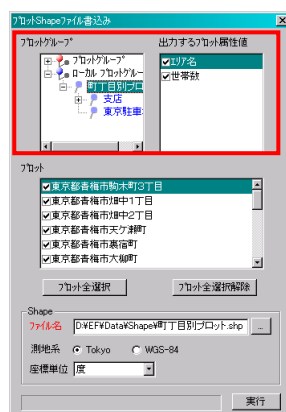 プロットShapeファイル書込み
プロットグループ
出力するプロット属性値
プロットグループ
ローカル プロットグルー
町丁目別プロ
支店
東京駐車
エリア名
世帯数
プロット
東京都青梅市駒木町3丁目
東京都青梅市畑中1丁目
東京都青梅市畑中2丁目
東京都青梅市天ケ瀬町
東京都青梅市裏宿町
東京都青梅市大柳町
プロット全選択
プロット全選択解除
Shape
ファイル名
D:¥EF¥Data¥Shape¥町丁目別プロット.shp
...
測地系
Tokyo
WGS-84
座標単位
度
実行